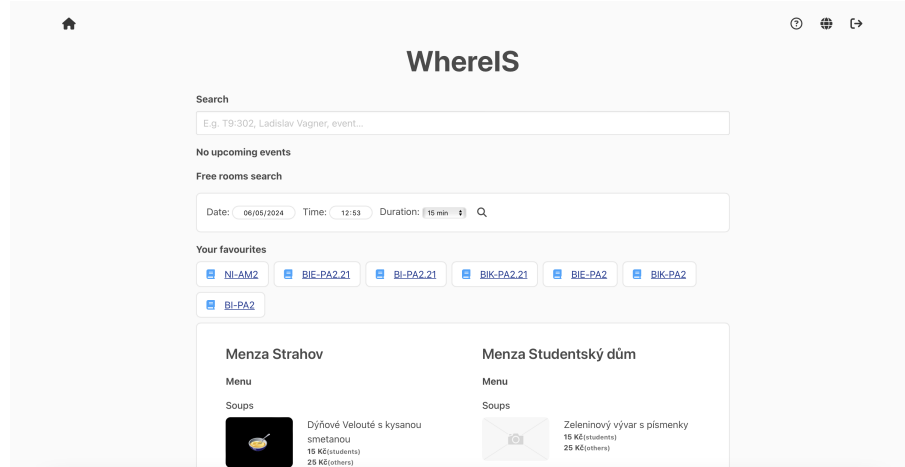 WhereIS
Search
E.g. T9:302, Ladislav Vagner, event...
No upcoming events
Free rooms search
Date: 06/05/2024 Time: 12:53 Duration: 15 min
Your favourites
NI-AM2 BIE-PA2.21 BI-PA2.21 BIK-PA2.21 BIE-PA2 BIK-PA2
BI-PA2
Menza Strahov
Menu
Soups
Dýňové Velouté s kysanou
smetanou
15 Kč(students)
25 Kč(others)
Menza Studentský dům
Menu
Soups
Zeleninový vývar s písmenky
15 Kč(students)
25 Kč(others)